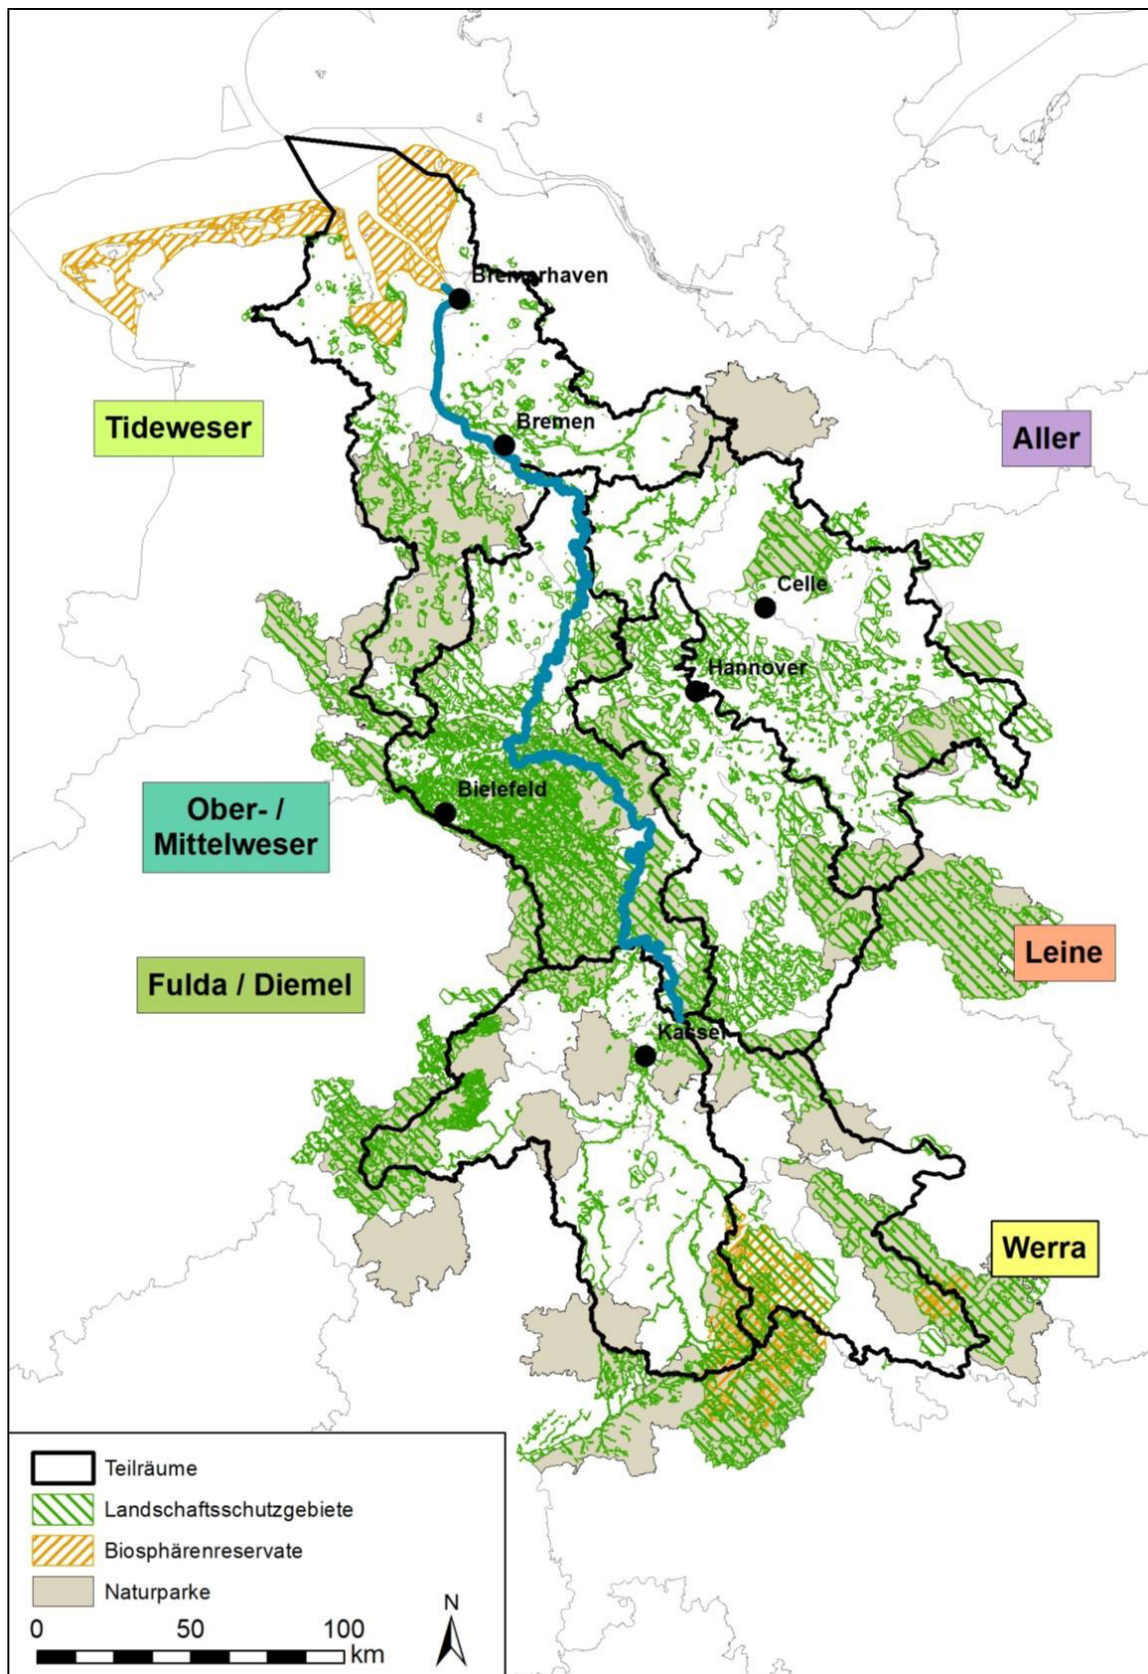 Bremerhaven
Tideweser
Bremen
Aller
Celle
Hannover
Bielefeld
Ober- /
Mittelweser
Leine
Fulda / Diemel
Kassel
Werra
Teilräume
Landschaftsschutzgebiete
Biosphärenreservate
Naturparke
N
0 50 100
km